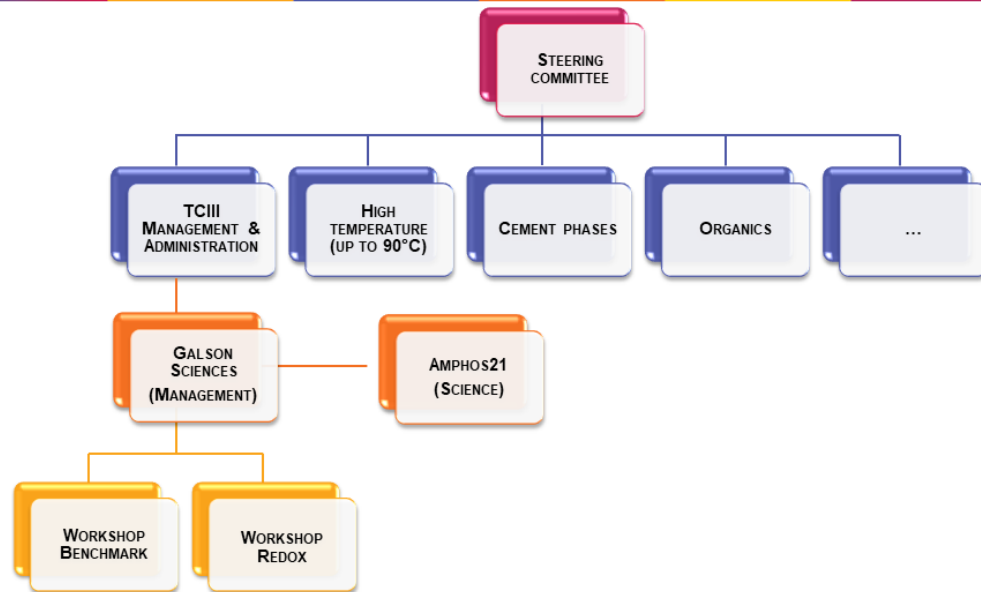 STEERING
COMMITTEE
TCIII
MANAGEMENT &
ADMINISTRATION
HIGH
TEMPERATURE
(UP TO 90°C)
CEMENT PHASES
ORGANICS
...
GALSON
SCIENCES
(MANAGEMENT)
AMPHOS21
(SCIENCE)
WORKSHOP
BENCHMARK
WORKSHOP
REDOX